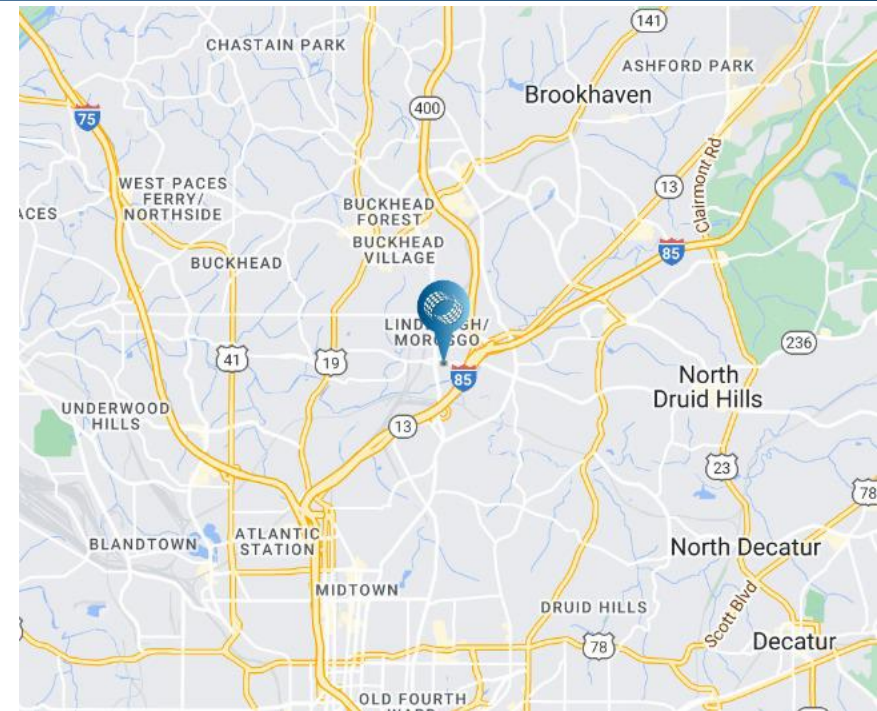 141
CHASTAIN PARK
ASHFORD PARK
Brookhaven
400
75
13
Clairmont Rd
WEST PACES
FERRY/
NORTHSIDE
ACES
BUCKHEAD
FOREST
BUCKHEAD
VILLAGE
85
BUCKHEAD
236
41
19
85
North
Druid Hills
UNDERWOOD
HILLS
13
23
78
ATLANTIC
STATION
BLANDTOWN
North Decatur
MIDTOWN
DRUID HILLS
Scott Blvd
78
Decatur
OLD FOURTH